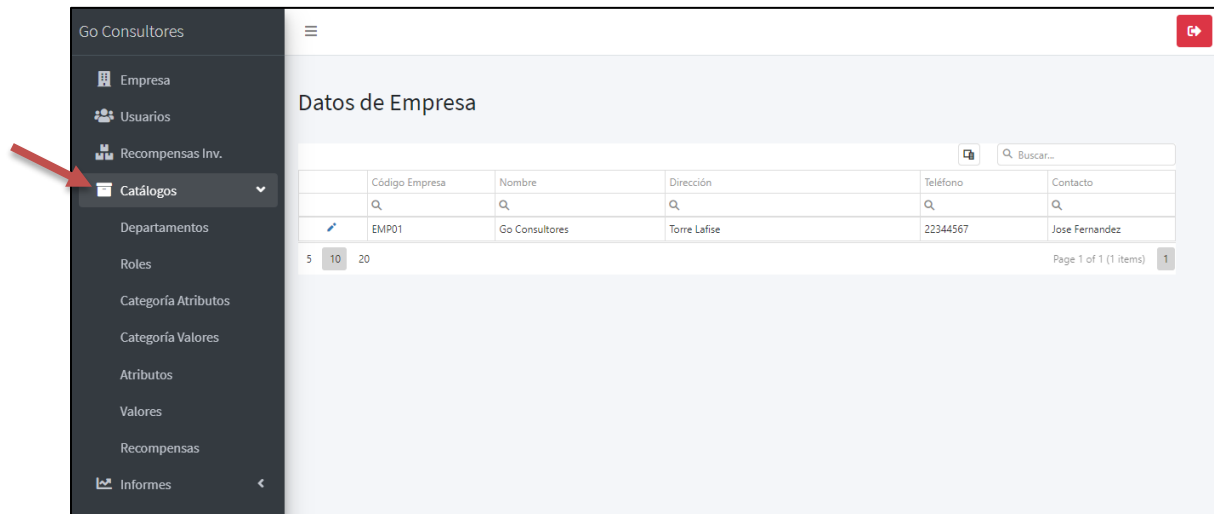 Go Consultores
Empresa
Usuarios
Recompensas Inv.
Catálogos
Departamentos
Roles
Categoría Atributos
Categoría Valores
Atributos
Valores
Recompensas
Informes
Datos de Empresa
Buscar...
Código Empresa Nombre Dirección Teléfono Contacto
EMP01 Go Consultores Torre Lafise 22344567 Jose Fernandez
5 10 20 Page 1 of 1 (1 items) 1